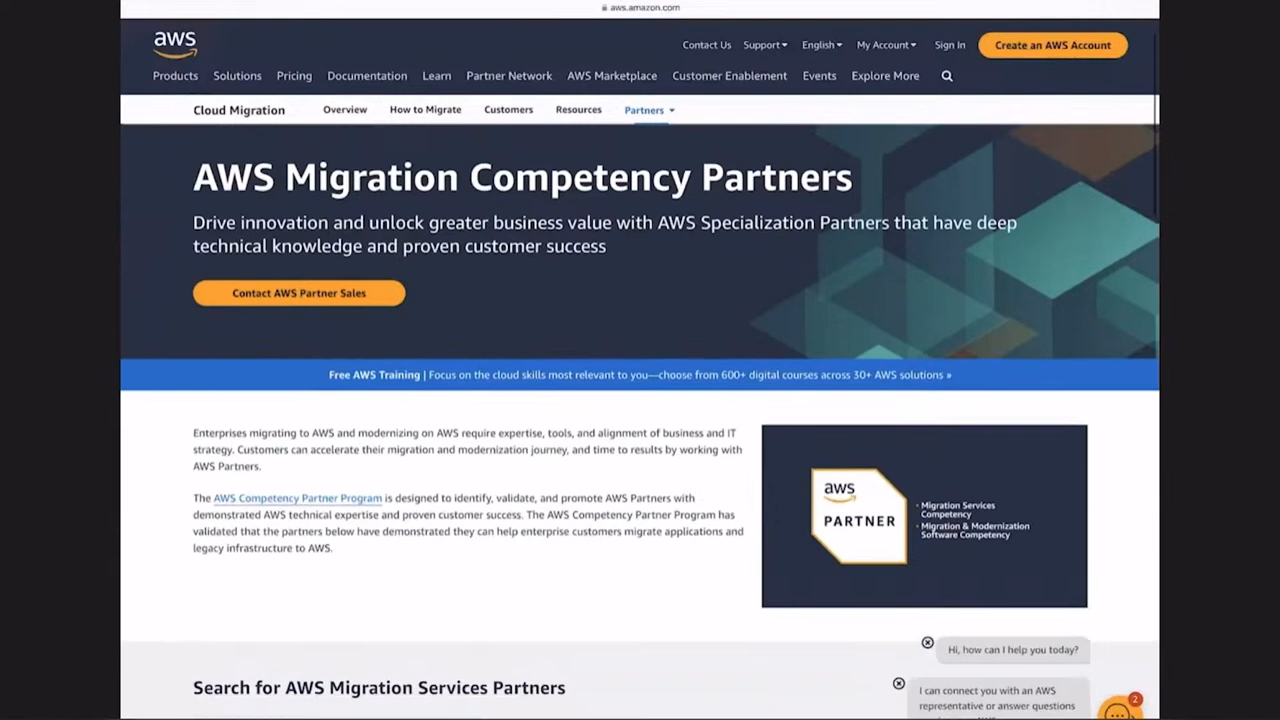 aws.amazon.com
aws
Contact Us Support English My Account Sign In Create an AWS Account
Products Solutions Pricing Documentation Learn Partner Network AWS Marketplace Customer Enablement Events Explore More
Cloud Migration Overview How to Migrate Customers Resources Partners
AWS Migration Competency Partners
Drive innovation and unlock greater business value with AWS Specialization Partners that have deep
technical knowledge and proven customer success
Contact AWS Partner Sales
Free AWS Training | Focus on the cloud skills most relevant to you—choose from 600+ digital courses across 30+ AWS solutions »
Enterprises migrating to AWS and modernizing on AWS require expertise, tools, and alignment of business and IT
strategy. Customers can accelerate their migration and modernization journey, and time to results by working with
AWS Partners.
The AWS Competency Partner Program is designed to identify, validate, and promote AWS Partners with
demonstrated AWS technical expertise and proven customer success. The AWS Competency Partner Program has
validated that the partners below have demonstrated they can help enterprise customers migrate applications and
legacy infrastructure to AWS.
aws
PARTNER
• Migration Services
Competency
• Migration & Modernization
Software Competency
Hi, how can I help you today?
Search for AWS Migration Services Partners
I can connect you with an AWS
representative or answer questions
2